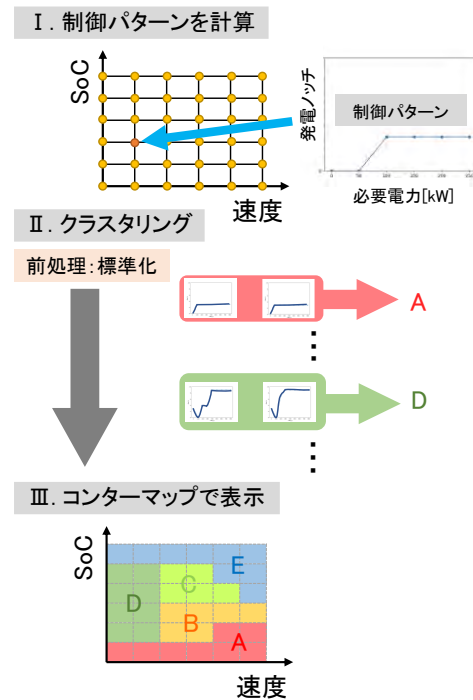 Ⅰ．制御パターンを計算
SoC
速度
発電ノッチ
制御パターン
必要電力[kW]
Ⅱ．クラスタリング
前処理：標準化
A
D
Ⅲ．コンターマップで表示
SoC
E
C
D
B
A
速度